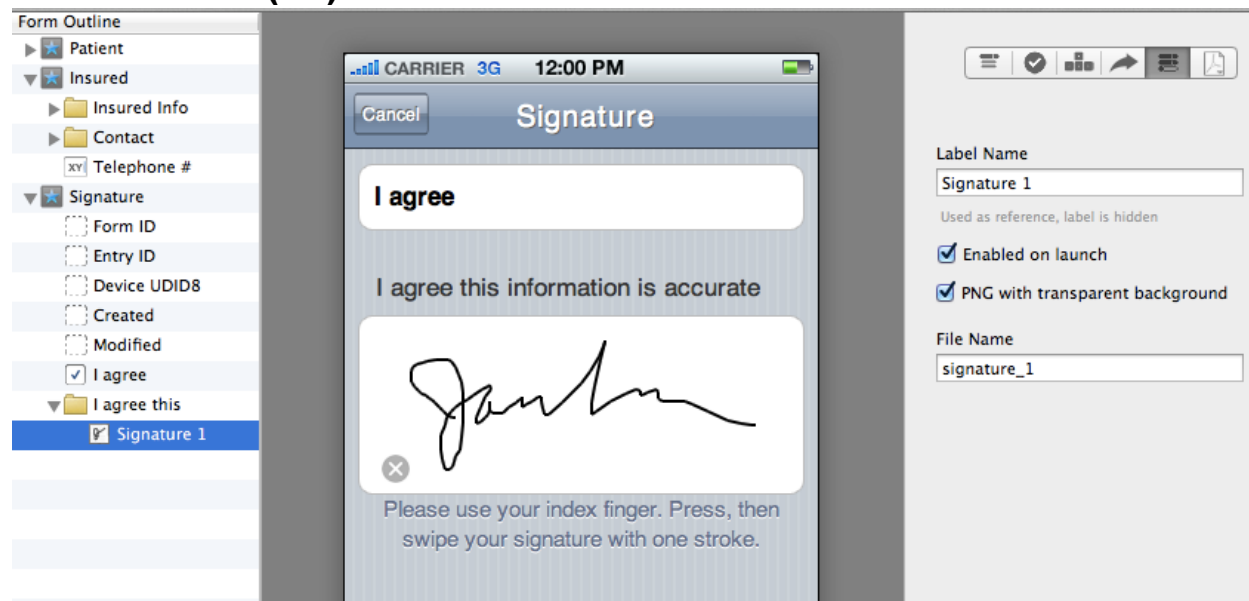 Form Outline
Patient
Insured
Insured Info
Contact
XY Telephone #
Signature
Form ID
Entry ID
Device UDID8
Created
Modified
I agree
I agree this
Signature 1
CARRIER 3G 12:00 PM
Cancel Signature
I agree
I agree this information is accurate
Please use your index finger. Press, then
swipe your signature with one stroke.
Label Name
Signature 1
Used as reference, label is hidden
Enabled on launch
PNG with transparent background
File Name
signature_1